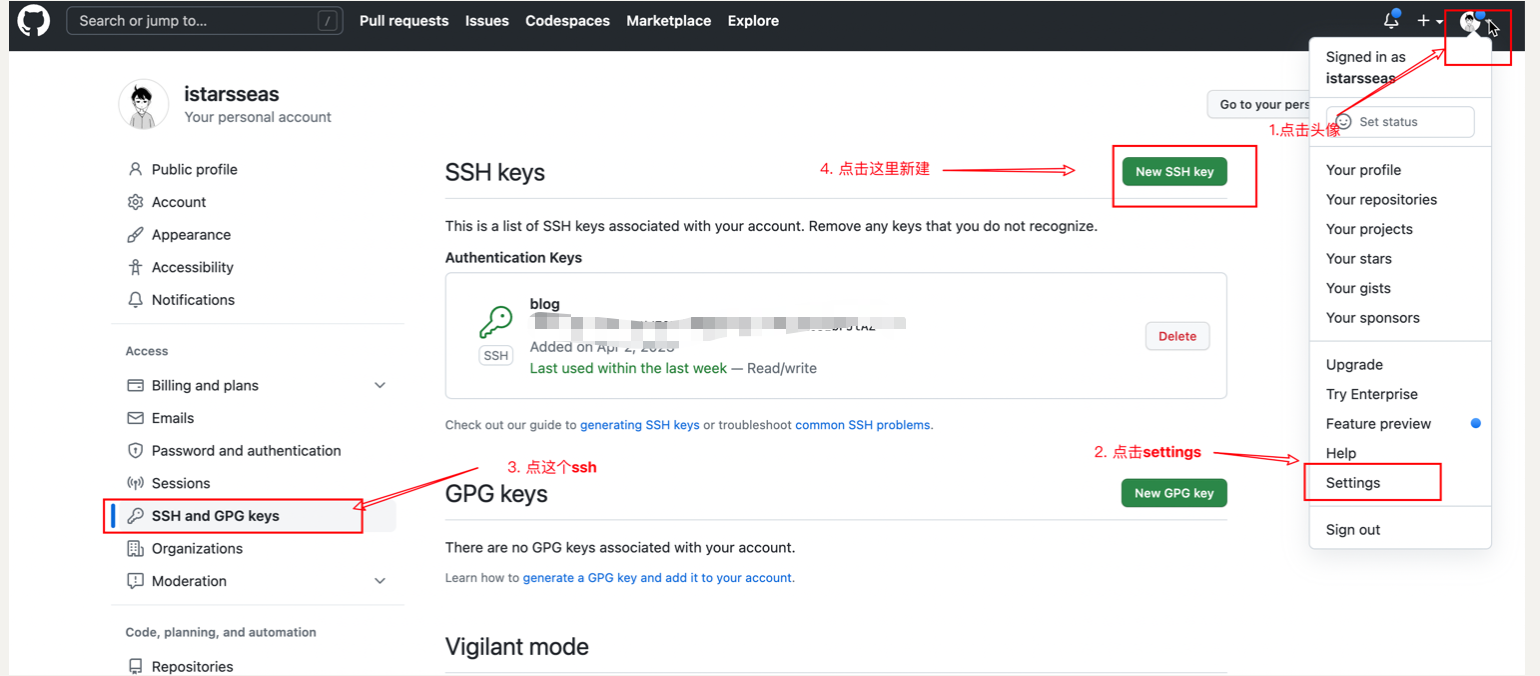 Search or jump to...
/
Pull requests
Issues
Codespaces
Marketplace
Explore
Signed in as
istarsseas
Set status
1.点击头像
Your profile
Your repositories
Your projects
Your stars
Your gists
Your sponsors
Upgrade
Try Enterprise
Feature preview
Help
2. 点击settings
Settings
Sign out
istarsseas
Your personal account
Go to your pers
Public profile
Account
Appearance
Accessibility
Notifications
Access
Billing and plans
Emails
Password and authentication
Sessions
3. 点这个ssh
SSH and GPG keys
Organizations
Moderation
Code, planning, and automation
Repositories
SSH keys
4. 点击这里新建
New SSH key
This is a list of SSH keys associated with your account. Remove any keys that you do not recognize.
Authentication Keys
blog
SSH
Added on Apr 2, 2023
Last used within the last week — Read/write
Delete
Check out our guide to generating SSH keys or troubleshoot common SSH problems.
GPG keys
New GPG key
There are no GPG keys associated with your account.
Learn how to generate a GPG key and add it to your account.
Vigilant mode